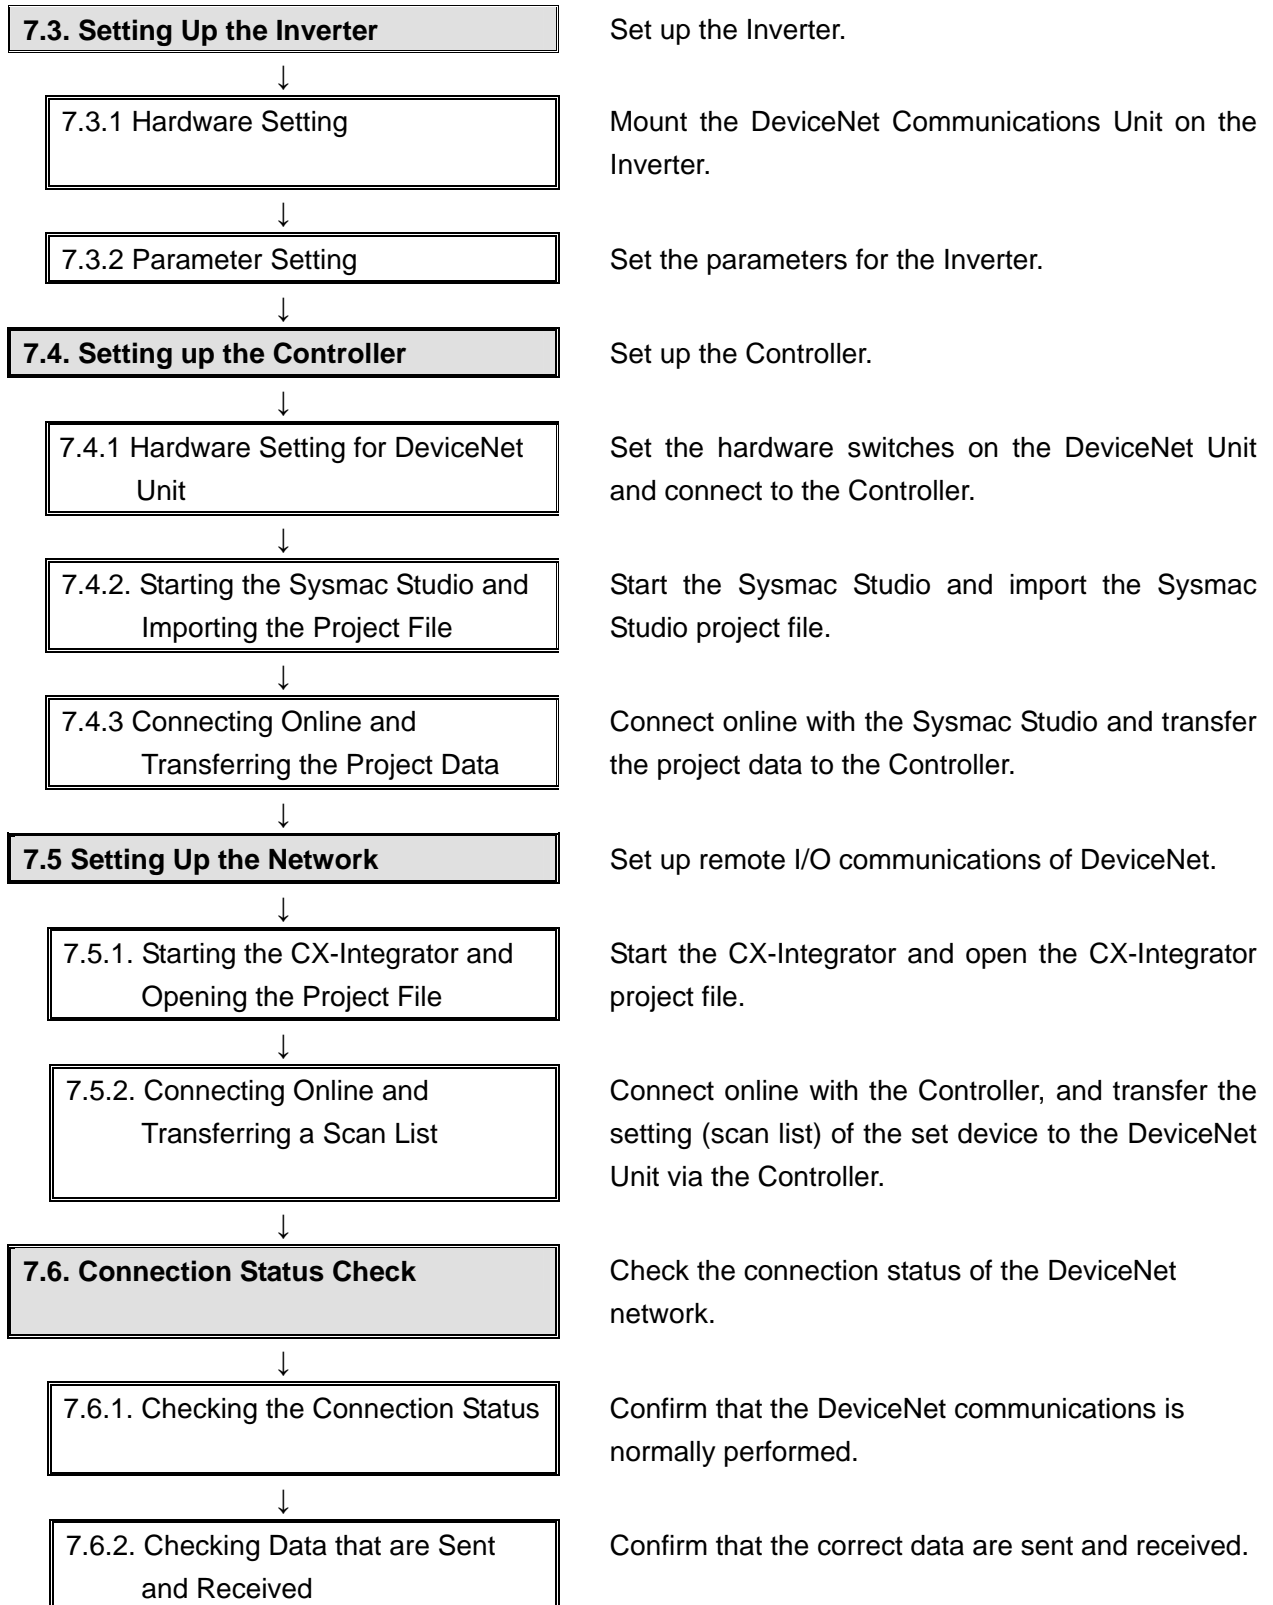 7.3. Setting Up the Inverter
Set up the Inverter.
↓
7.3.1 Hardware Setting
Mount the DeviceNet Communications Unit on the
Inverter.
↓
7.3.2 Parameter Setting
Set the parameters for the Inverter.
↓
7.4. Setting up the Controller
Set up the Controller.
↓
7.4.1 Hardware Setting for DeviceNet
Unit
Set the hardware switches on the DeviceNet Unit
and connect to the Controller.
↓
7.4.2. Starting the Sysmac Studio and
Importing the Project File
Start the Sysmac Studio and import the Sysmac
Studio project file.
↓
7.4.3 Connecting Online and
Transferring the Project Data
Connect online with the Sysmac Studio and transfer
the project data to the Controller.
↓
7.5 Setting Up the Network
Set up remote I/O communications of DeviceNet.
↓
7.5.1. Starting the CX-Integrator and
Opening the Project File
Start the CX-Integrator and open the CX-Integrator
project file.
↓
7.5.2. Connecting Online and
Transferring a Scan List
Connect online with the Controller, and transfer the
setting (scan list) of the set device to the DeviceNet
Unit via the Controller.
↓
7.6. Connection Status Check
Check the connection status of the DeviceNet
network.
↓
7.6.1. Checking the Connection Status
Confirm that the DeviceNet communications is
normally performed.
↓
7.6.2. Checking Data that are Sent
and Received
Confirm that the correct data are sent and received.